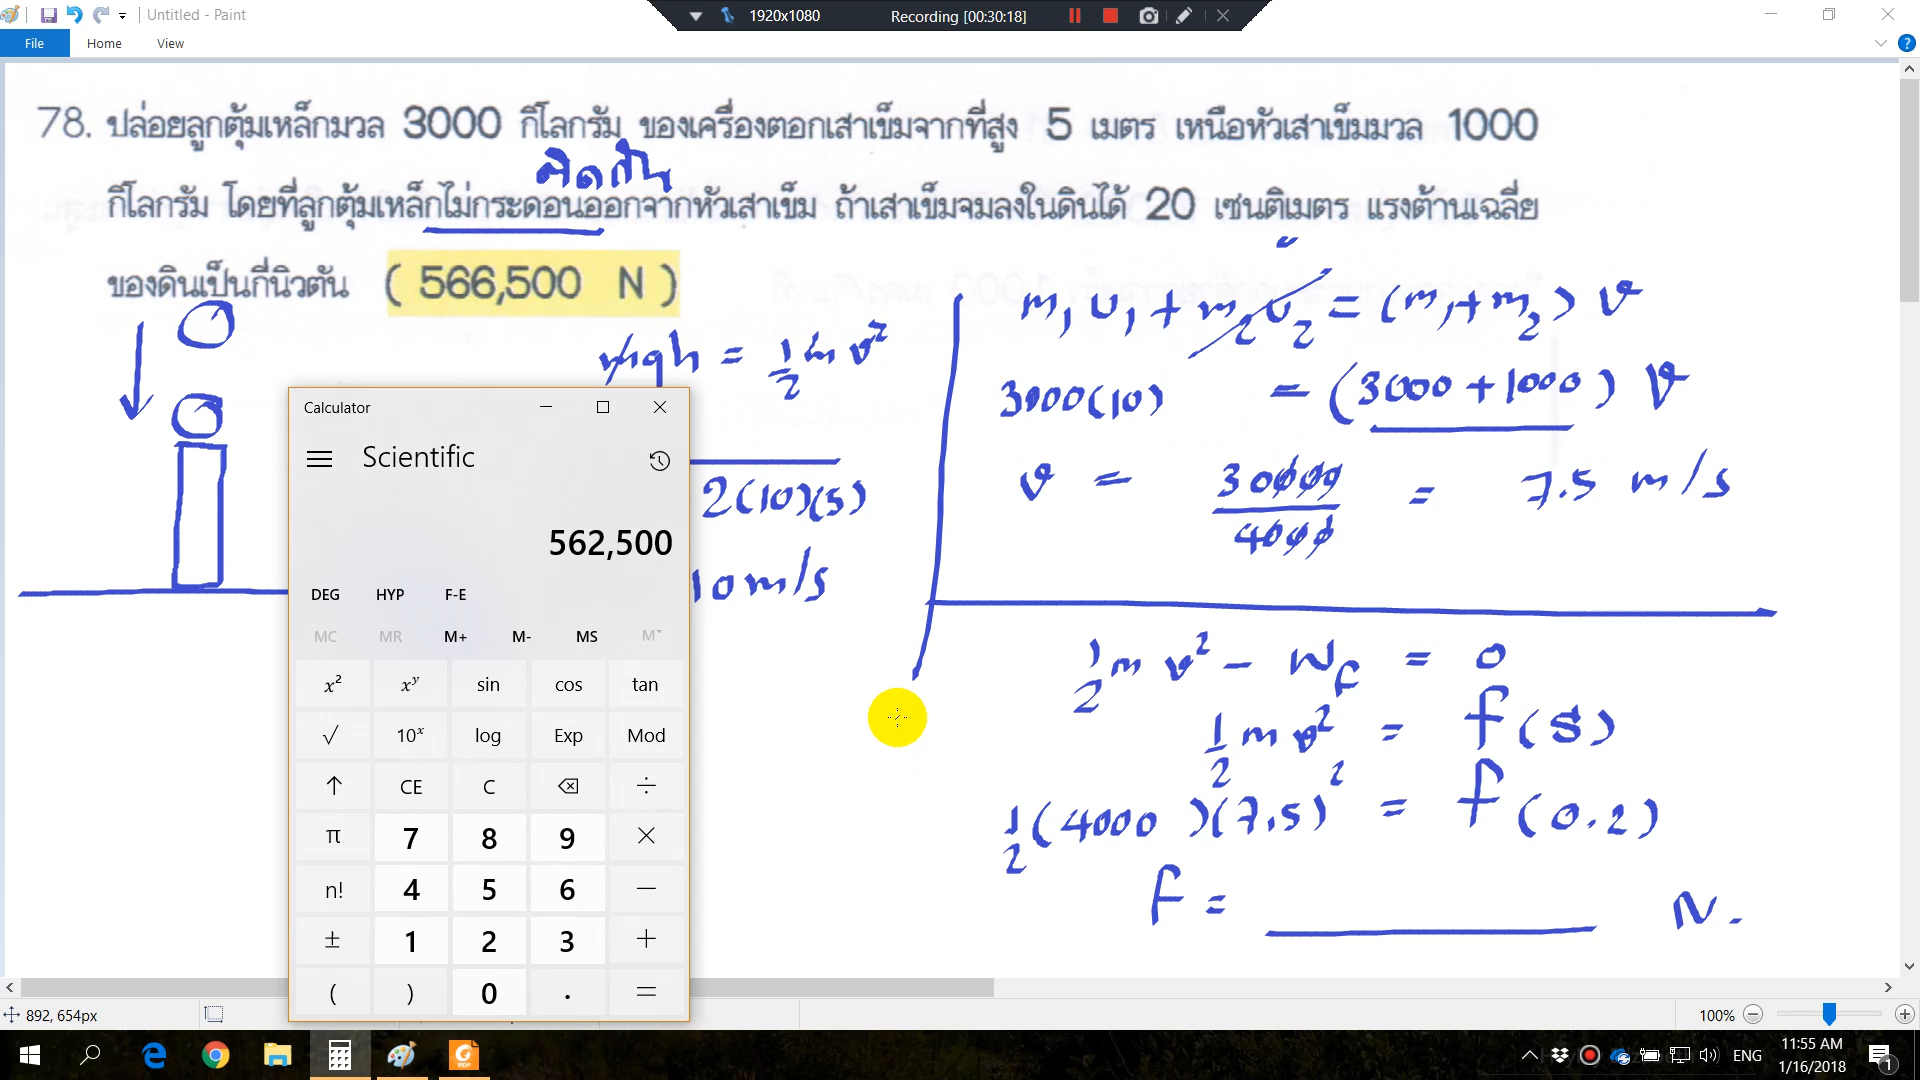 Untitled - Paint
1920x1080 Recording [00:30:18]
File Home View
78. ปล่อยลูกตุ้มเหล็กมวล 3000 กิโลกรัม ของเครื่องตอกเสาเข็มจากที่สูง 5 เมตร เหนือหัวเสาเข็มมวล 1000
ติดกัน
กิโลกรัม โดยที่ลูกตุ้มเหล็กไม่กระดอนออกจากหัวเสาเข็ม ถ้าเสาเข็มจมลงในดินได้ 20 เซนติเมตร แรงต้านเฉลี่ย
ของดินเป็นกี่นิวตัน ( 566,500 N )
mgh = 1/2 m v²
2(10)(5)
10 m/s
m₁u₁ + m₂u₂ = (m₁+m₂) v
3000(10) = (3000+1000) v
v = 30000/4000 = 7.5 m/s
1/2 m v² - W_f = 0
1/2 m v² = f(s)
1/2 (4000)(7.5)² = f(0.2)
f = ________ N.
Calculator
Scientific
562,500
DEG HYP F-E
MC MR M+ M- MS M˅
x² xʸ sin cos tan
√ 10ˣ log Exp Mod
↑ CE C ⌫ ÷
π 7 8 9 ×
n! 4 5 6 −
± 1 2 3 +
( ) 0 . =
892, 654px
100%
ENG
11:55 AM
1/16/2018
1